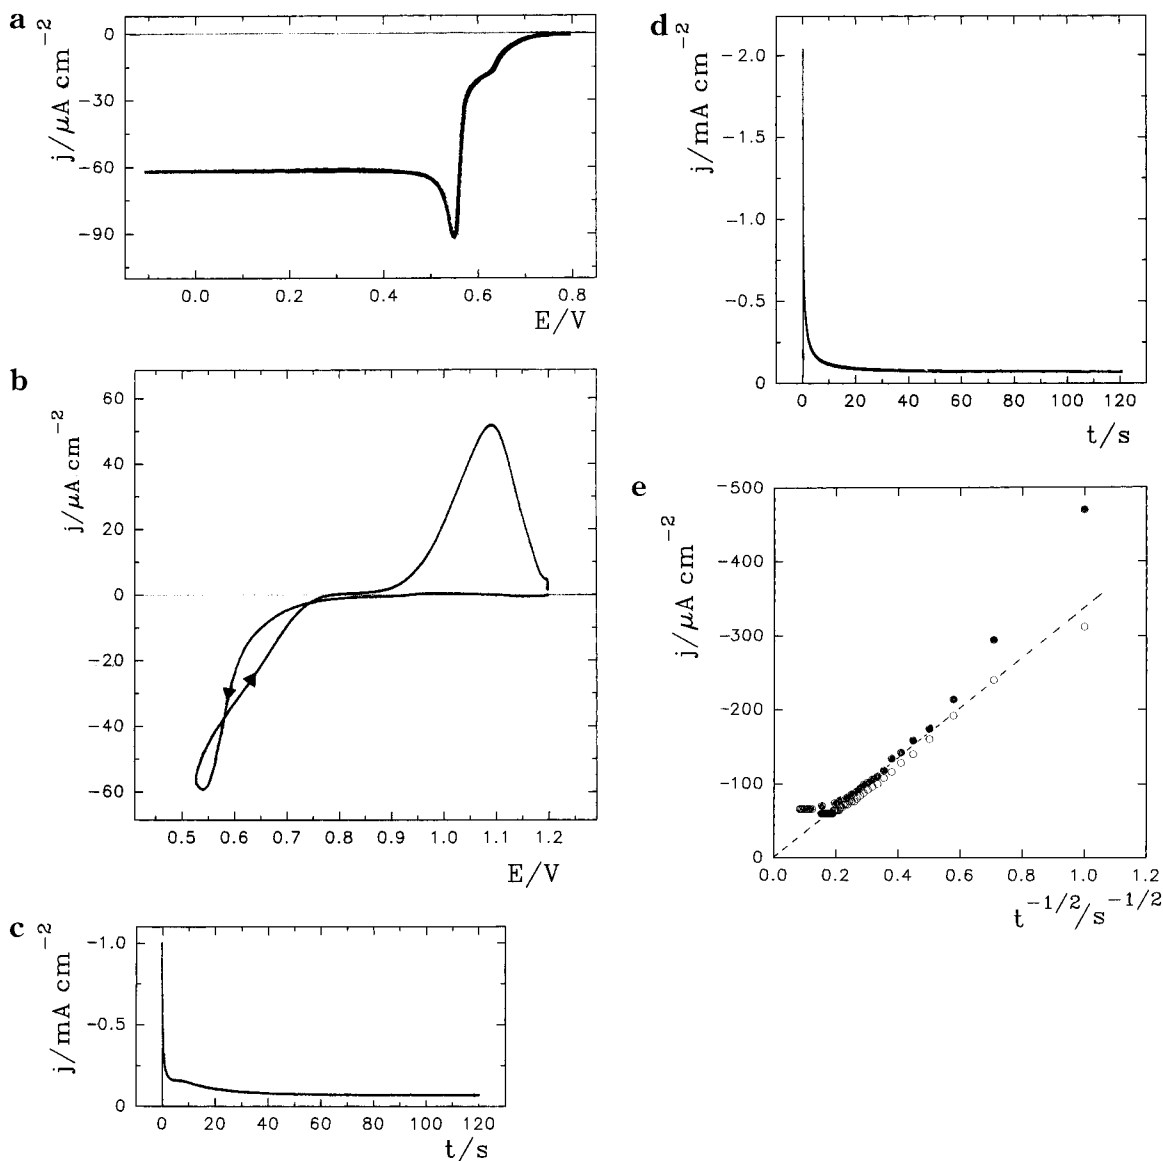 a
j/μA cm⁻²
0
−30
−60
−90
0.0 0.2 0.4 0.6 0.8
E/V
b
j/μA cm⁻²
60
40
20
0
−20
−40
−60
0.5 0.6 0.7 0.8 0.9 1.0 1.1 1.2
E/V
c
j/mA cm⁻²
−1.0
−0.5
0
0 20 40 60 80 100 120
t/s
d
j/mA cm⁻²
−2.0
−1.5
−1.0
−0.5
0
0 20 40 60 80 100 120
t/s
e
j/μA cm⁻²
−500
−400
−300
−200
−100
0
0.0 0.2 0.4 0.6 0.8 1.0 1.2
t⁻¹/²/s⁻¹/²